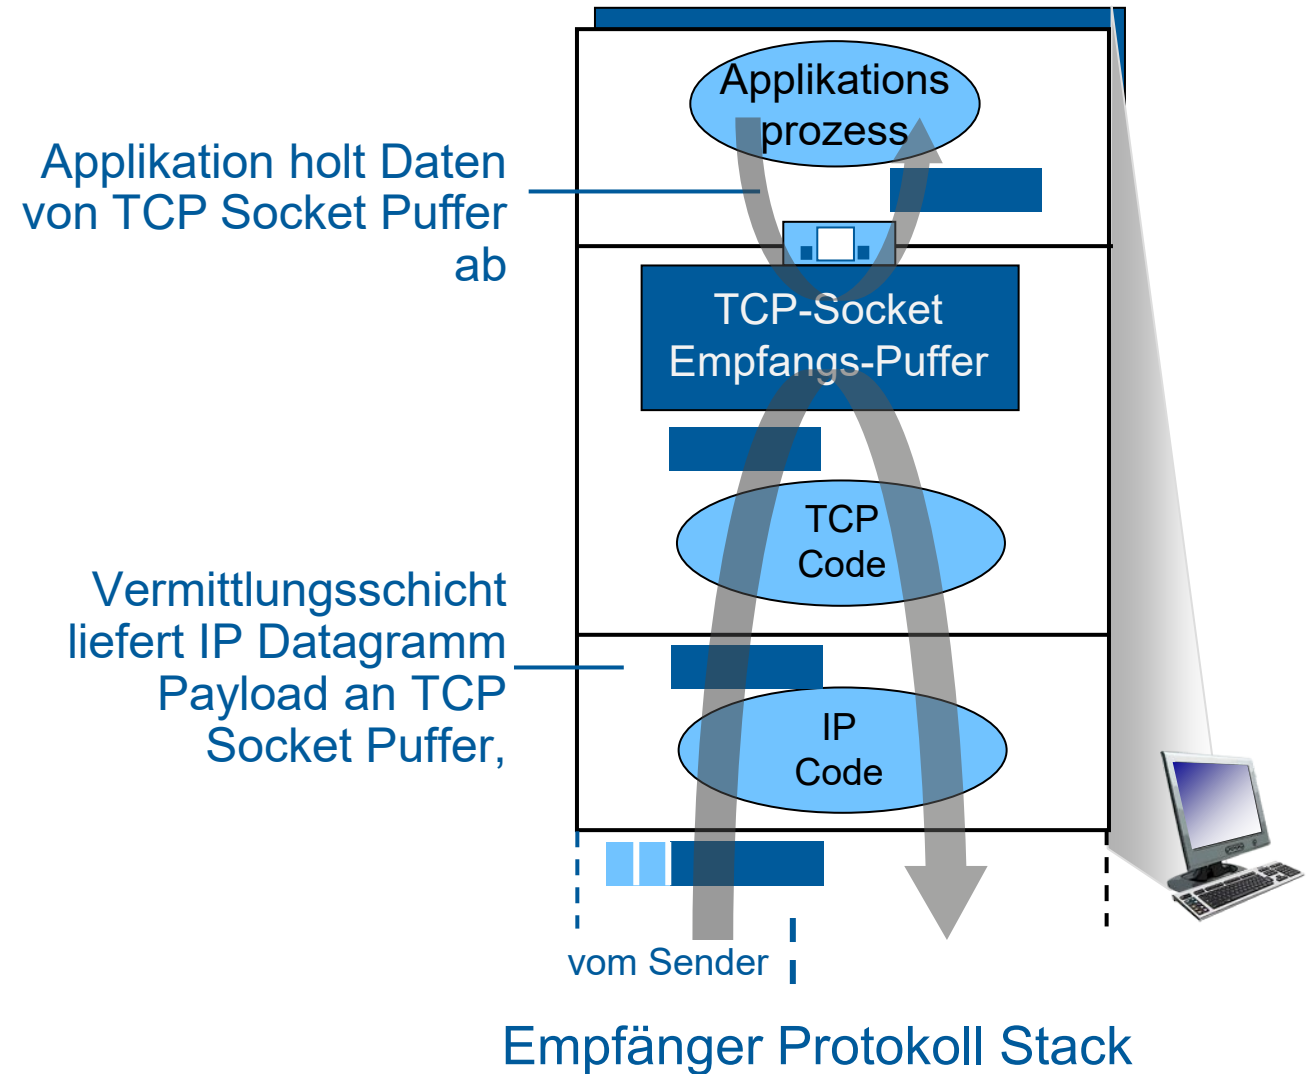 Applikations
prozess
Applikation holt Daten
von TCP Socket Puffer
ab
TCP-Socket
Empfangs-Puffer
TCP
Code
Vermittlungsschicht
liefert IP Datagramm
Payload an TCP
Socket Puffer,
IP
Code
vom Sender
Empfänger Protokoll Stack